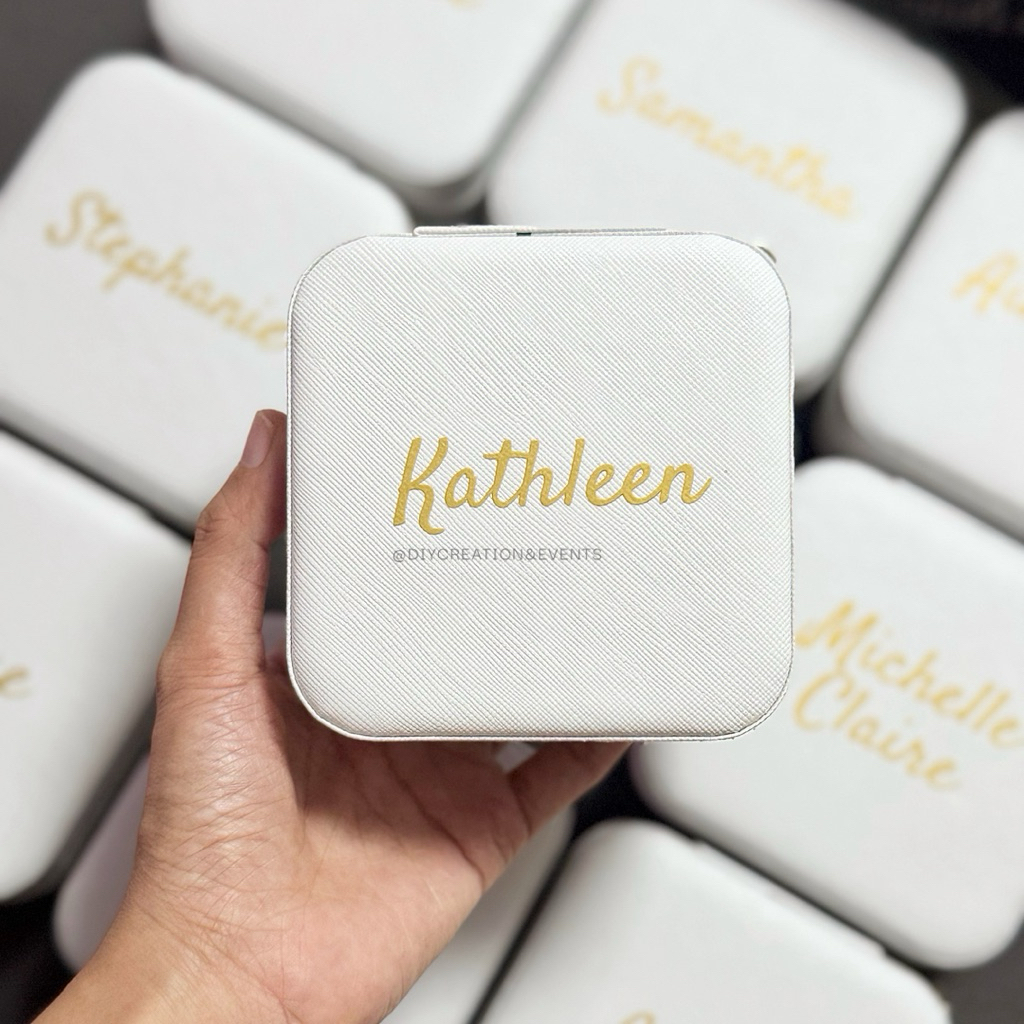 Samantha
Stephanie
Kathleen
@DIYCREATION&EVENTS
Michelle
Claire